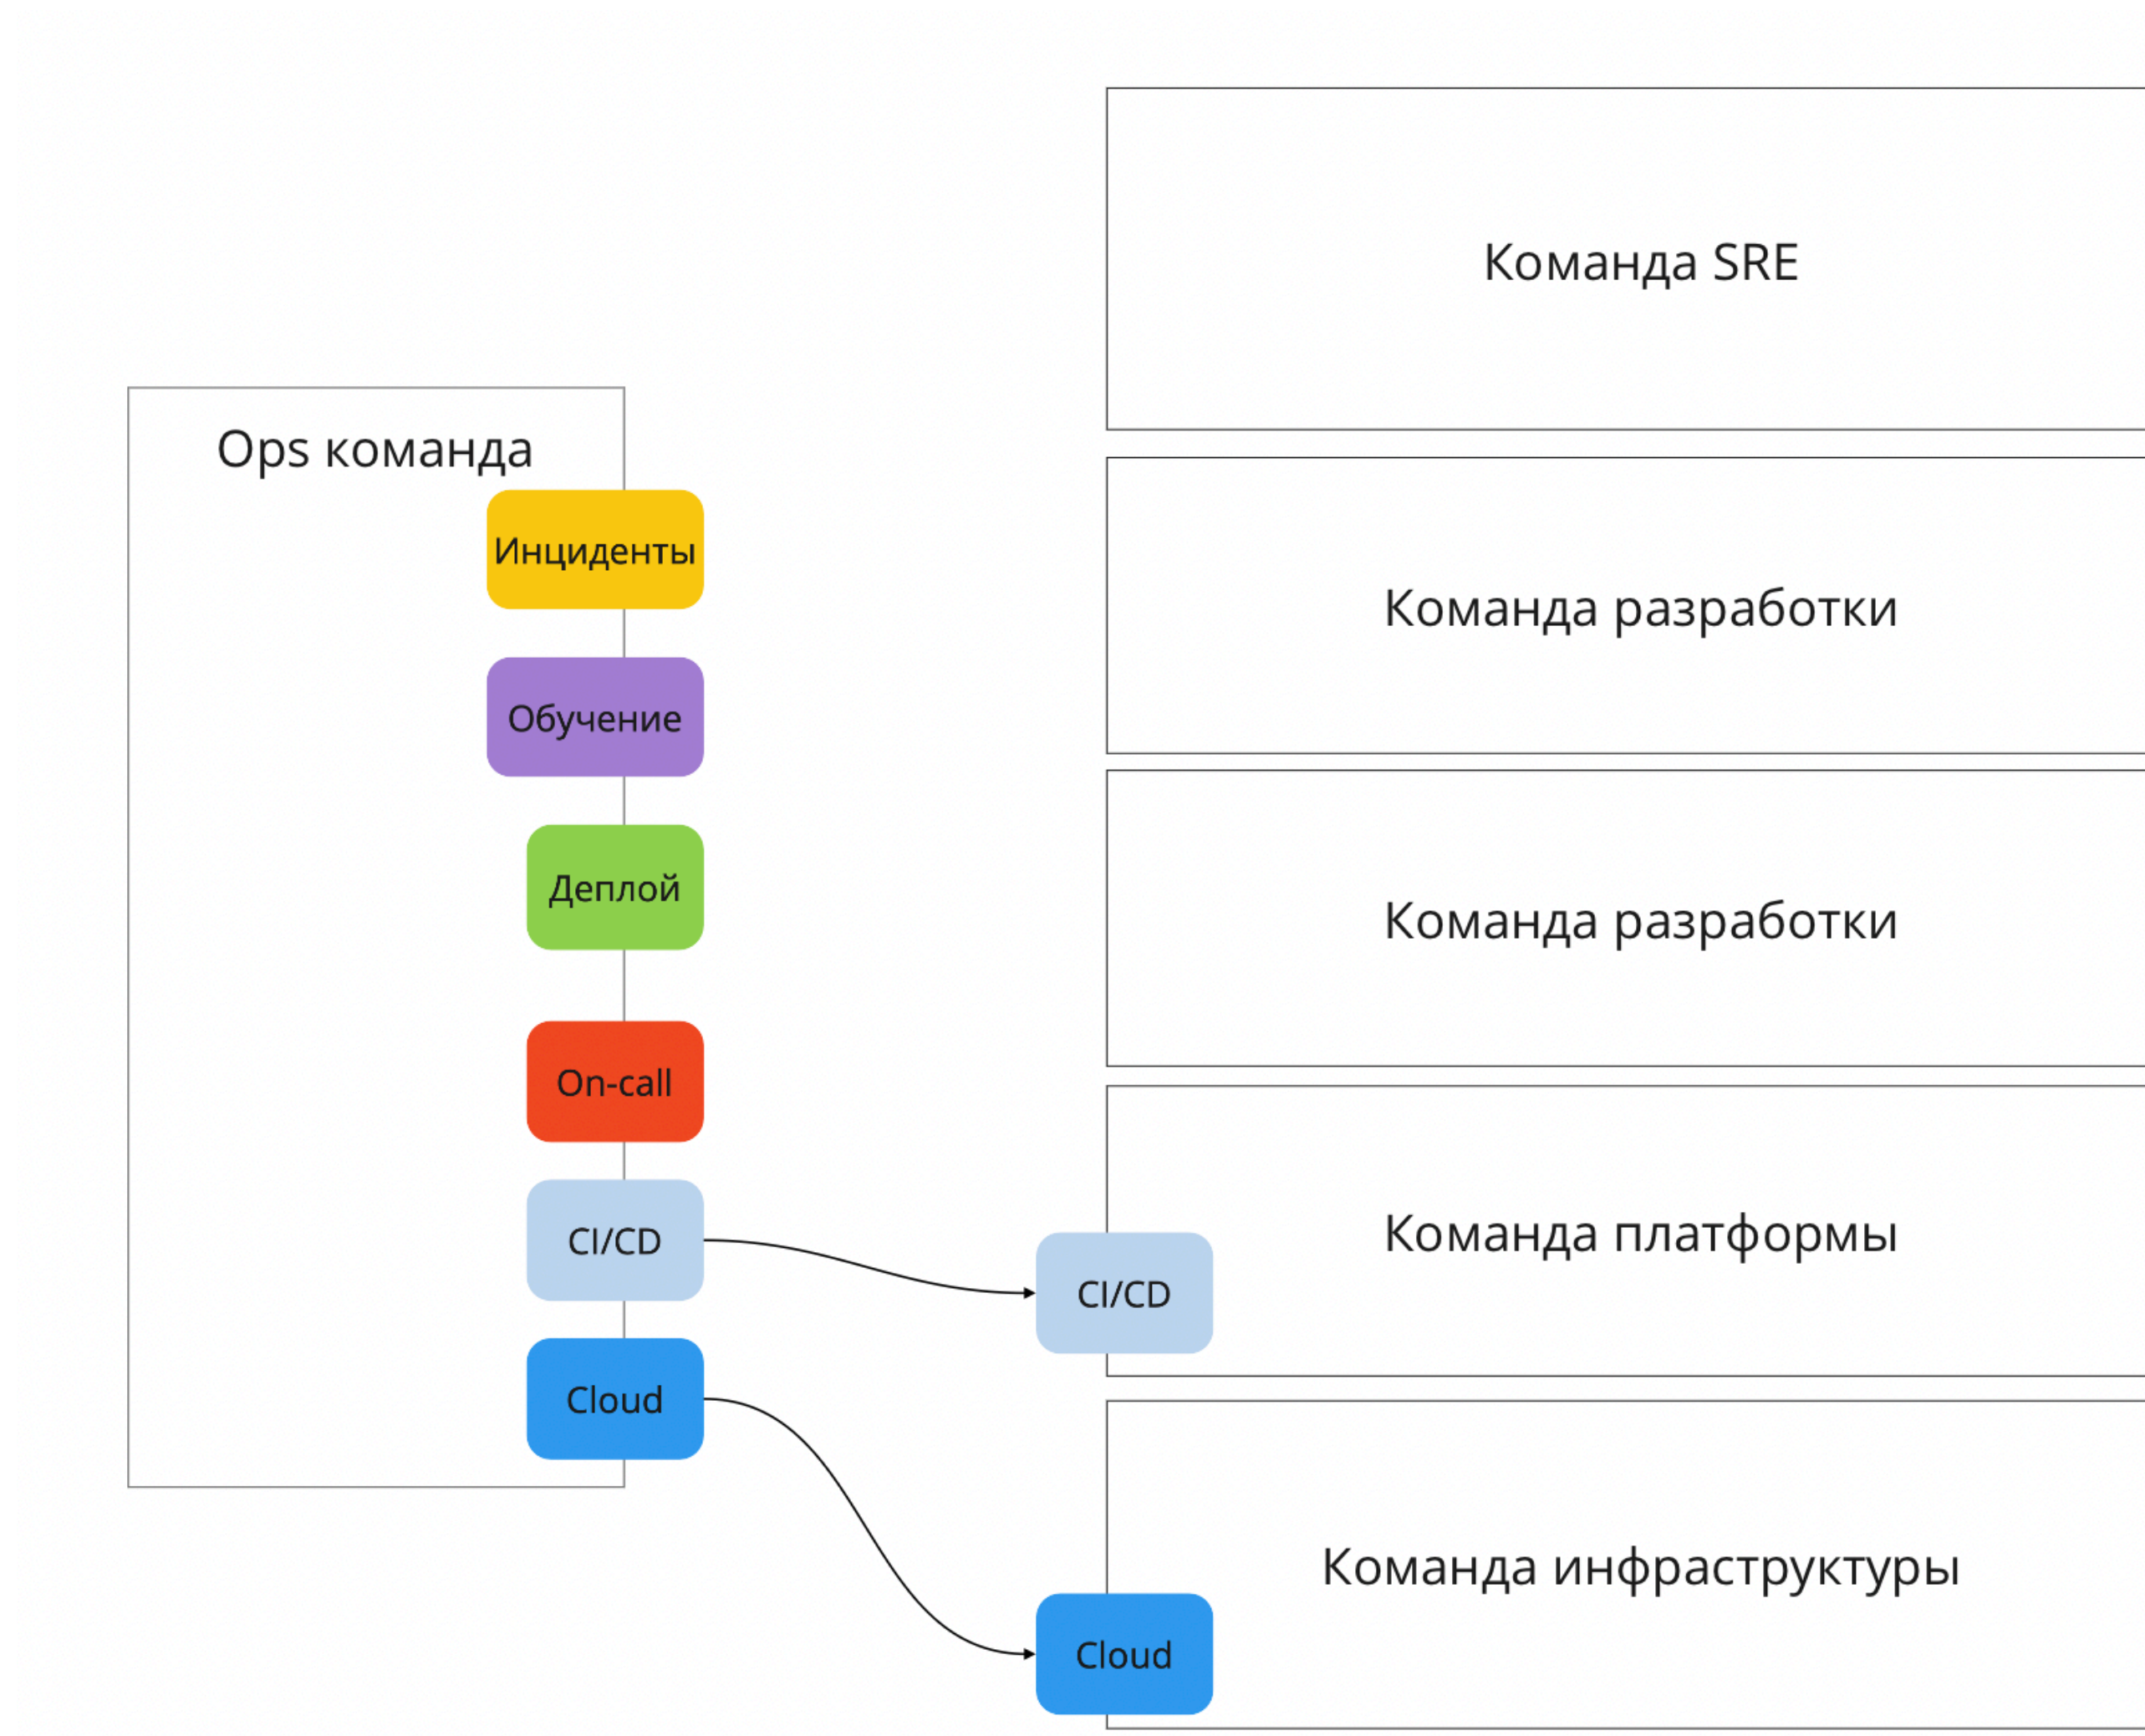 Ops команда
Инциденты
Обучение
Деплой
On-call
CI/CD
Cloud
Команда SRE
Команда разработки
Команда разработки
Команда платформы
CI/CD
Команда инфраструктуры
Cloud